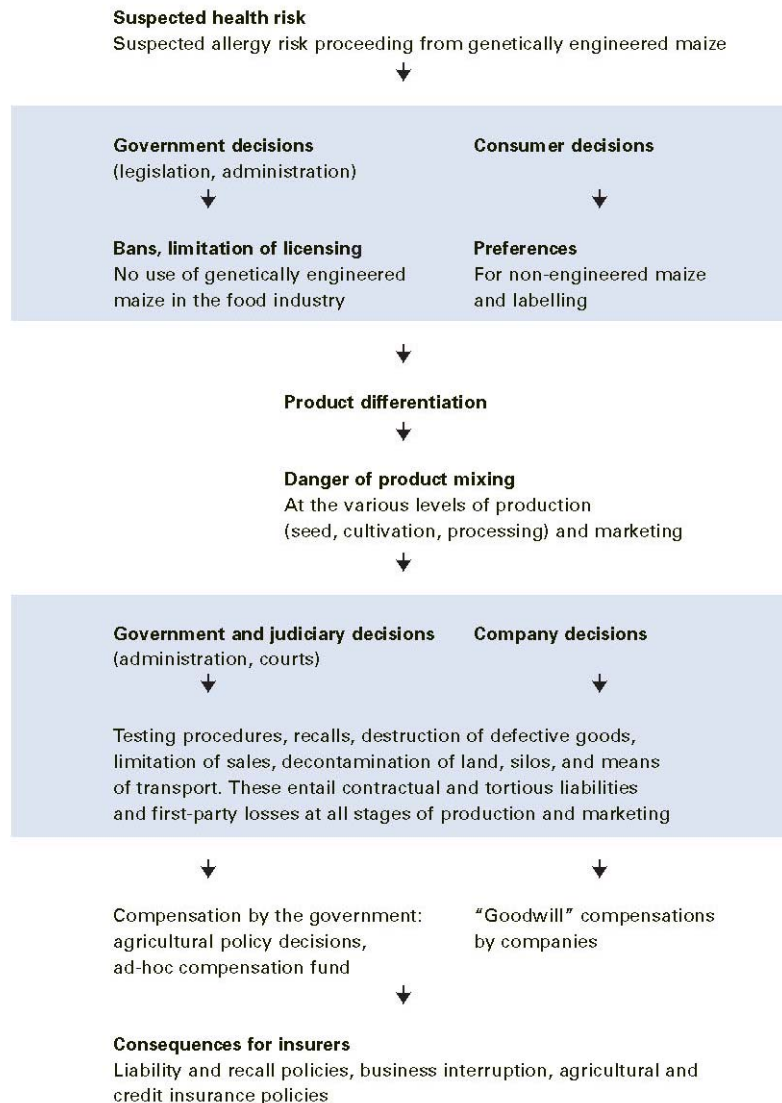 Suspected health risk
Suspected allergy risk proceeding from genetically engineered maize
Government decisions
(legislation, administration)
Consumer decisions
Bans, limitation of licensing
No use of genetically engineered
maize in the food industry
Preferences
For non-engineered maize
and labelling
Product differentiation
Danger of product mixing
At the various levels of production
(seed, cultivation, processing) and marketing
Government and judiciary decisions
(administration, courts)
Company decisions
Testing procedures, recalls, destruction of defective goods,
limitation of sales, decontamination of land, silos, and means
of transport. These entail contractual and tortious liabilities
and first-party losses at all stages of production and marketing
Compensation by the government:
agricultural policy decisions,
ad-hoc compensation fund
“Goodwill” compensations
by companies
Consequences for insurers
Liability and recall policies, business interruption, agricultural and
credit insurance policies